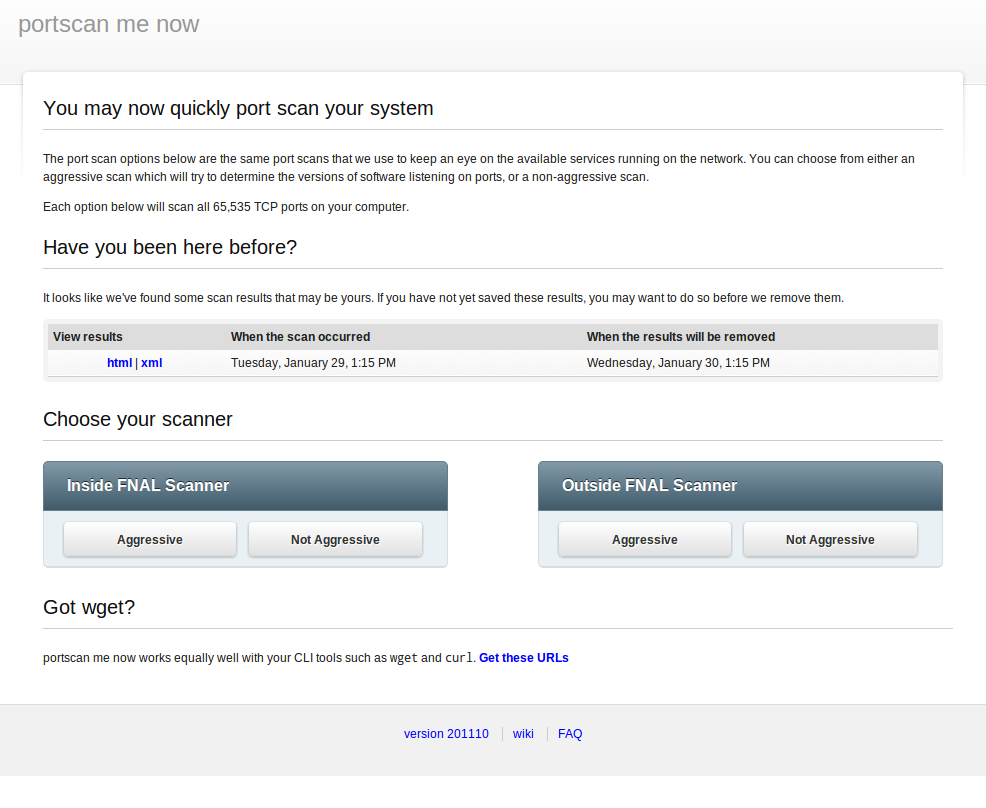 portscan me now
You may now quickly port scan your system
The port scan options below are the same port scans that we use to keep an eye on the available services running on the network. You can choose from either an
aggressive scan which will try to determine the versions of software listening on ports, or a non-aggressive scan.
Each option below will scan all 65,535 TCP ports on your computer.
Have you been here before?
It looks like we've found some scan results that may be yours. If you have not yet saved these results, you may want to do so before we remove them.
View results When the scan occurred When the results will be removed
html | xml Tuesday, January 29, 1:15 PM Wednesday, January 30, 1:15 PM
Choose your scanner
Inside FNAL Scanner Outside FNAL Scanner
Aggressive Not Aggressive Aggressive Not Aggressive
Got wget?
portscan me now works equally well with your CLI tools such as wget and curl. Get these URLs
version 201110 wiki FAQ